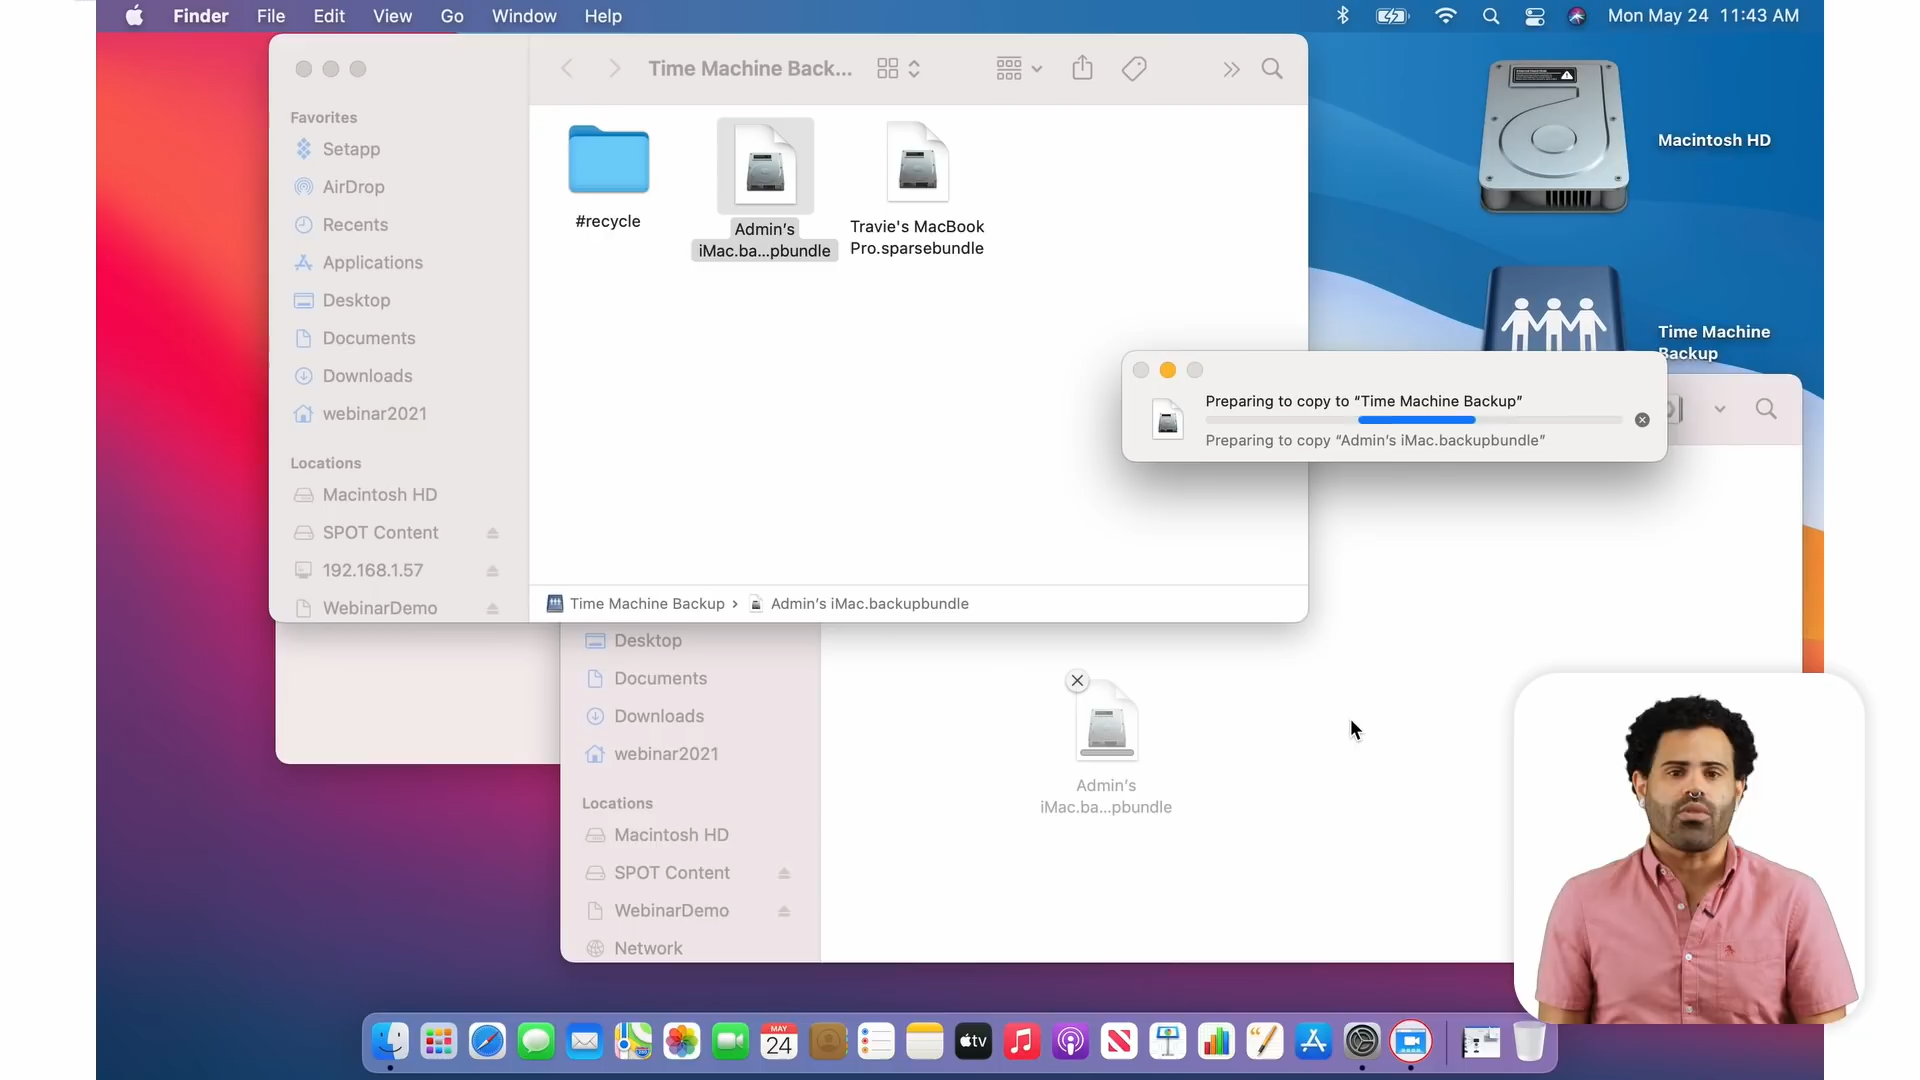 Finder File Edit View Go Window Help
Mon May 24 11:43 AM
Time Machine Back...
Favorites
Setapp
AirDrop
Recents
Applications
Desktop
Documents
Downloads
webinar2021
Locations
Macintosh HD
SPOT Content
192.168.1.57
WebinarDemo
#recycle
Admin's
iMac.ba...pbundle
Travie's MacBook
Pro.sparsebundle
Time Machine Backup › Admin's iMac.backupbundle
Macintosh HD
Time Machine
Backup
Preparing to copy to “Time Machine Backup”
Preparing to copy “Admin's iMac.backupbundle”
Desktop
Documents
Downloads
webinar2021
Locations
Macintosh HD
SPOT Content
WebinarDemo
Network
Admin's
iMac.ba...pbundle
MAY
24
tv